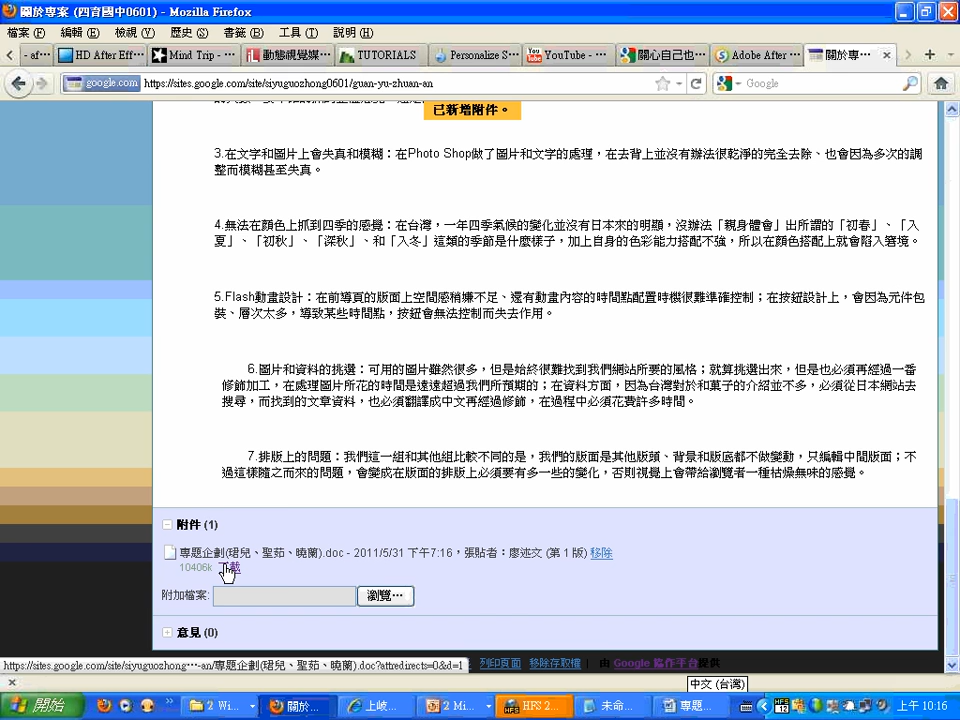 關於專案 (四育國中0601) - Mozilla Firefox
檔案 (F) 編輯 (E) 檢視 (V) 歷史 (S) 書籤 (B) 工具 (T) 說明 (H)
- af… HD After Eff… Mind Trip - … 動態視覺媒… TUTORIALS Personalize S… YouTube - … 關心自己也… Adobe After … 關於專…
google.com https://sites.google.com/site/siyuguozhong0601/guan-yu-zhuan-an Google
已新增附件。
3.在文字和圖片上會失真和模糊：在Photo Shop做了圖片和文字的處理，在去背上並沒有辦法很乾淨的完全去除、也會因為多次的調
整而模糊甚至失真。
4.無法在顏色上抓到四季的感覺：在台灣，一年四季氣候的變化並沒有日本來的明顯，沒辦法「親身體會」出所謂的「初春」、「入
夏」、「初秋」、「深秋」、和「入冬」這類的季節是什麼樣子，加上自身的色彩能力搭配不強，所以在顏色搭配上就會陷入窘境。
5.Flash動畫設計：在前導頁的版面上空間感稍嫌不足、還有動畫內容的時間點配置時機很難準確控制；在按鈕設計上，會因為元件包
裝、層次太多，導致某些時間點，按鈕會無法控制而失去作用。
6.圖片和資料的挑選：可用的圖片雖然很多，但是始終很難找到我們網站所要的風格；就算挑選出來，但是也必須再經過一番
修飾加工，在處理圖片所花的時間是遠遠超過我們所預期的；在資料方面，因為台灣對於和菓子的介紹並不多，必須從日本網站去
搜尋，而找到的文章資料，也必須翻譯成中文再經過修飾，在過程中必須花費許多時間。
7.排版上的問題：我們這一組和其他組比較不同的是，我們的版面是其他版頭、背景和版底都不做變動，只編輯中間版面；不
過這樣隨之而來的問題，會變成在版面的排版上必須要有多一些的變化，否則視覺上會帶給瀏覽者一種枯燥無味的感覺。
附件 (1)
專題企劃(珺兒、聖茹、曉蘭).doc - 2011/5/31 下午7:16，張貼者：廖述文 (第 1 版) 移除
10406k 下載
附加檔案: 瀏覽…
意見 (0)
https://sites.google.com/site/siyuguozhong…-an/專題企劃(珺兒、聖茹、曉蘭).doc?attredirects=0&d=1 列印頁面 移除存取權 | 由 Google 協作平台提供
中文 (台灣)
開始 2 Wi… 關於… 上岐… 2 Mi… HFS 2… 未命… 專題… 上午 10:16